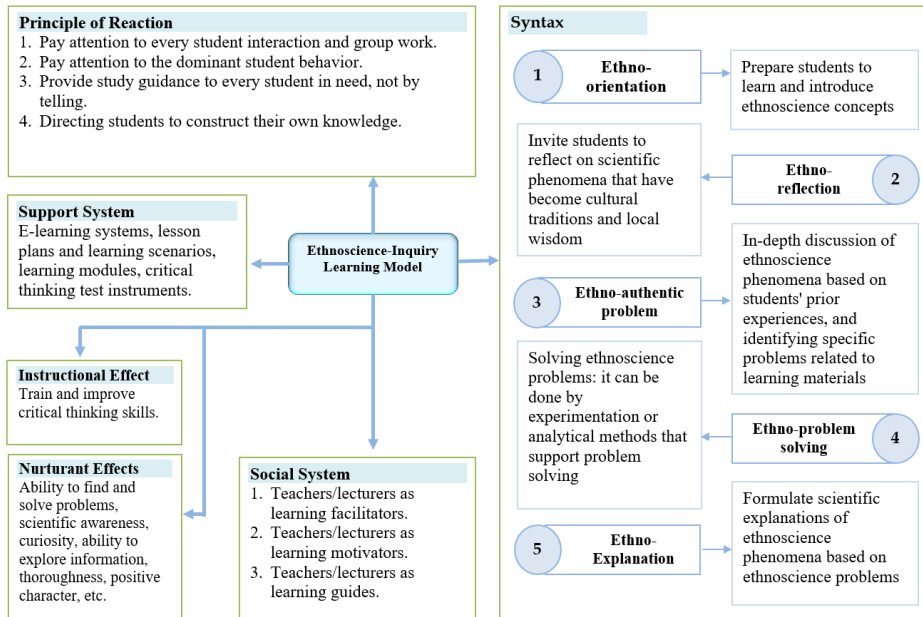 Principle of Reaction
1. Pay attention to every student interaction and group work.
2. Pay attention to the dominant student behavior.
3. Provide study guidance to every student in need, not by
telling.
4. Directing students to construct their own knowledge.
Support System
E-learning systems, lesson
plans and learning scenarios,
learning modules, critical
thinking test instruments.
Ethnoscience-Inquiry
Learning Model
Instructional Effect
Train and improve
critical thinking skills.
Nurturant Effects
Ability to find and
solve problems,
scientific awareness,
curiosity, ability to
explore information,
thoroughness, positive
character, etc.
Social System
1. Teachers/lecturers as
learning facilitators.
2. Teachers/lecturers as
learning motivators.
3. Teachers/lecturers as
learning guides.
Syntax
1
Ethno-
orientation
Prepare students to
learn and introduce
ethnoscience concepts
Ethno-
reflection
2
Invite students to
reflect on scientific
phenomena that have
become cultural
traditions and local
wisdom
3
Ethno-authentic
problem
In-depth discussion of
ethnoscience
phenomena based on
students' prior
experiences, and
identifying specific
problems related to
learning materials
Ethno-problem
solving
4
Solving ethnoscience
problems: it can be
done by
experimentation or
analytical methods that
support problem
solving
5
Ethno-
Explanation
Formulate scientific
explanations of
ethnoscience
phenomena based on
ethnoscience problems